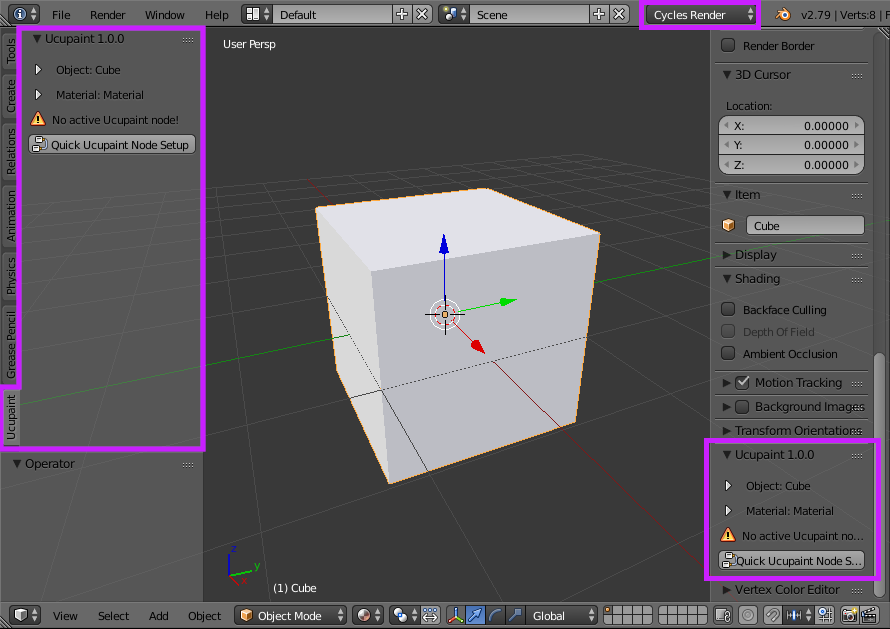 File Render Window Help Default Scene Cycles Render v2.79 | Verts:8 | F
Tools
Create
Relations
Animation
Physics
Grease Pencil
Ucupaint
Ucupaint 1.0.0
Object: Cube
Material: Material
No active Ucupaint node!
Quick Ucupaint Node Setup
Operator
User Persp
z
y
x
(1) Cube
Render Border
3D Cursor
Location:
X: 0.00000
Y: 0.00000
Z: 0.00000
Item
Cube
Display
Shading
Backface Culling
Depth Of Field
Ambient Occlusion
Motion Tracking
Background Images
Transform Orientations
Ucupaint 1.0.0
Object: Cube
Material: Material
No active Ucupaint no...
Quick Ucupaint Node S...
Vertex Color Editor
View Select Add Object Object Mode Global